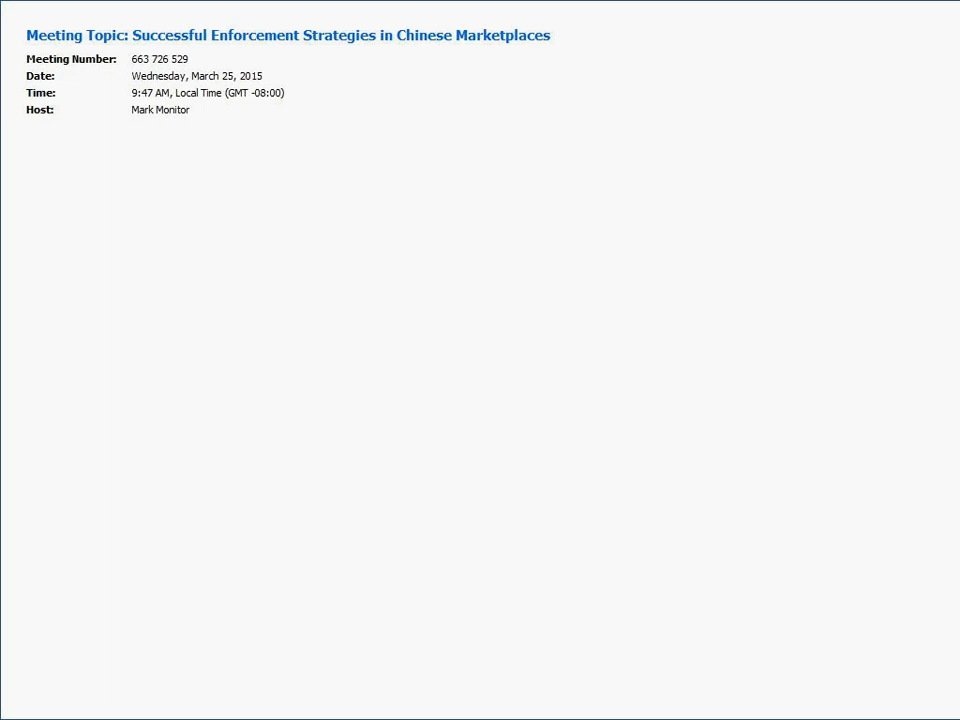 Meeting Topic: Successful Enforcement Strategies in Chinese Marketplaces
Meeting Number: 663 726 529
Date: Wednesday, March 25, 2015
Time: 9:47 AM, Local Time (GMT -08:00)
Host: Mark Monitor